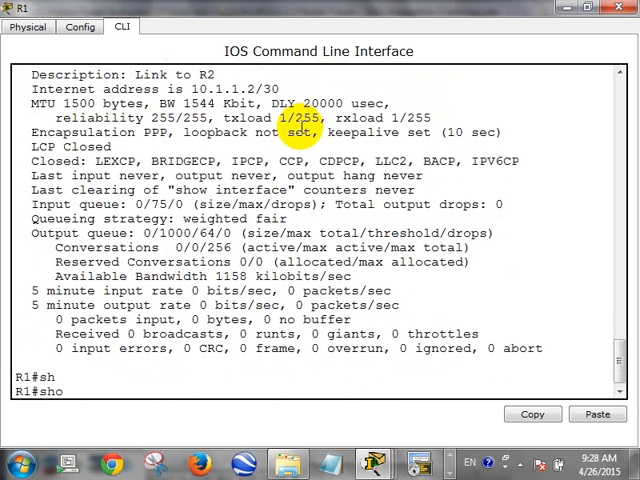 R1
Physical Config CLI
IOS Command Line Interface
Description: Link to R2
Internet address is 10.1.1.2/30
MTU 1500 bytes, BW 1544 Kbit, DLY 20000 usec,
reliability 255/255, txload 1/255, rxload 1/255
Encapsulation PPP, loopback not set, keepalive set (10 sec)
LCP Closed
Closed: LEXCP, BRIDGECP, IPCP, CCP, CDPCP, LLC2, BACP, IPV6CP
Last input never, output never, output hang never
Last clearing of "show interface" counters never
Input queue: 0/75/0 (size/max/drops); Total output drops: 0
Queueing strategy: weighted fair
Output queue: 0/1000/64/0 (size/max total/threshold/drops)
Conversations 0/0/256 (active/max active/max total)
Reserved Conversations 0/0 (allocated/max allocated)
Available Bandwidth 1158 kilobits/sec
5 minute input rate 0 bits/sec, 0 packets/sec
5 minute output rate 0 bits/sec, 0 packets/sec
0 packets input, 0 bytes, 0 no buffer
Received 0 broadcasts, 0 runts, 0 giants, 0 throttles
0 input errors, 0 CRC, 0 frame, 0 overrun, 0 ignored, 0 abort
R1#sh
R1#sho
Copy Paste
EN 9:28 AM
4/26/2015